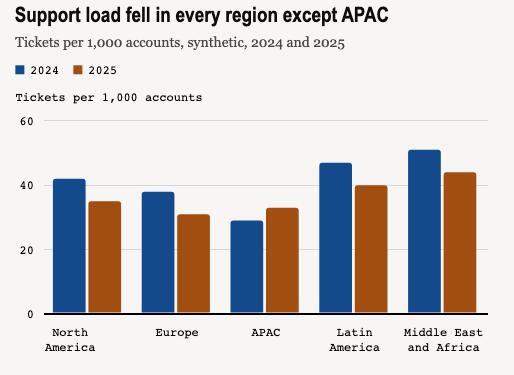 Support load fell in every region except APAC
Tickets per 1,000 accounts, synthetic, 2024 and 2025
2024 2025
Tickets per 1,000 accounts
60
40
20
0
North America
Europe
APAC
Latin America
Middle East and Africa